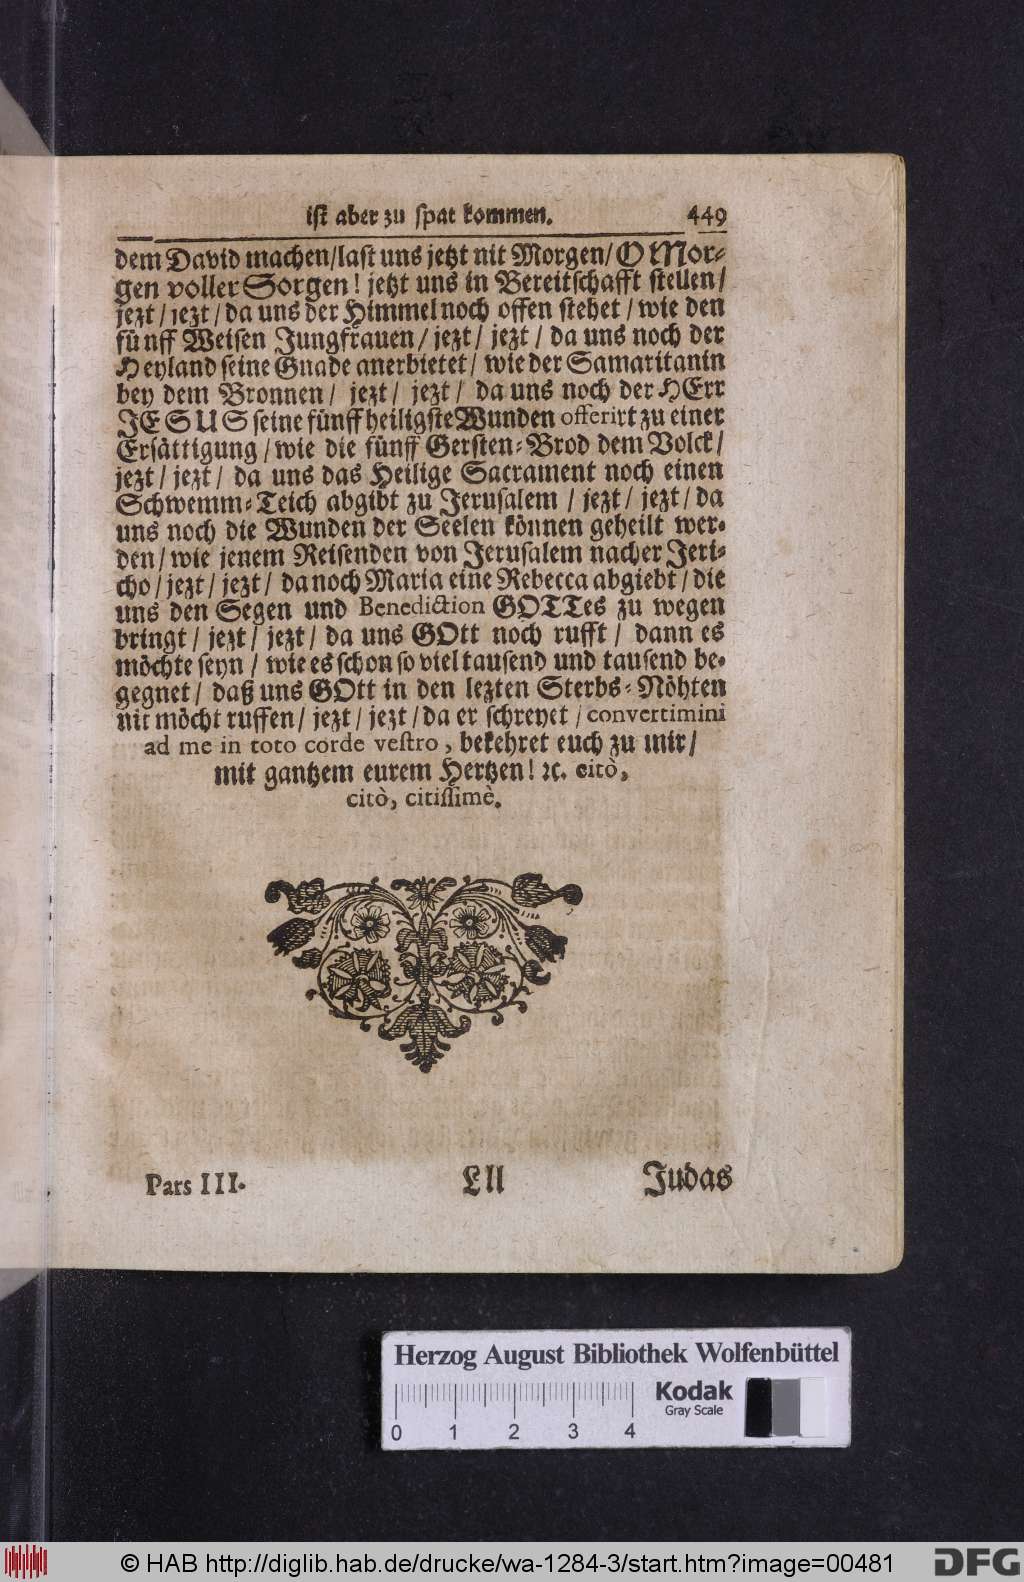 ist aber zu spat kommen. 449
dem David machen/ last uns jetzt nit Morgen/ O Mor-
gen voller Sorgen! jetzt uns in Bereitschafft stellen/
jezt/ jezt/ da uns der Himmel noch offen stehet/ wie den
fünff Weisen Jungfrauen/ jezt/ jezt/ da uns noch der
Heyland seine Gnade anerbietet/ wie der Samaritanin
bey dem Bronnen/ jezt/ jezt/ da uns noch der HErr
JESUS seine fünff heiligste Wunden offerirt zu einer
Ersättigung/ wie die fünff Gersten-Brod dem Volck/
jezt/ jezt/ da uns das Heilige Sacrament noch einen
Schwemm-Teich abgibt zu Jerusalem/ jezt/ jezt/ da
uns noch die Wunden der Seelen können geheilt wer-
den/ wie jenem Reisenden von Jerusalem nacher Jeri-
cho/ jezt/ jezt/ da noch Maria eine Rebecca abgiebt/ die
uns den Segen und Benediction GOTTes zu wegen
bringt/ jezt/ jezt/ da uns GOtt noch rufft/ dann es
möchte seyn/ wie es schon so viel tausend und tausend be-
gegnet/ daß uns GOtt in den lezten Sterbs-Nöhten
nit möcht ruffen/ jezt/ jezt/ da er schreyet/ convertimini
ad me in toto corde vestro, bekehret euch zu mir/
mit gantzem eurem Hertzen! ꝛc. citò,
citò, citissimè.
Pars III. Lll Judas
Herzog August Bibliothek Wolfenbüttel
Kodak
Gray Scale
0 1 2 3 4
© HAB http://diglib.hab.de/drucke/wa-1284-3/start.htm?image=00481
DFG